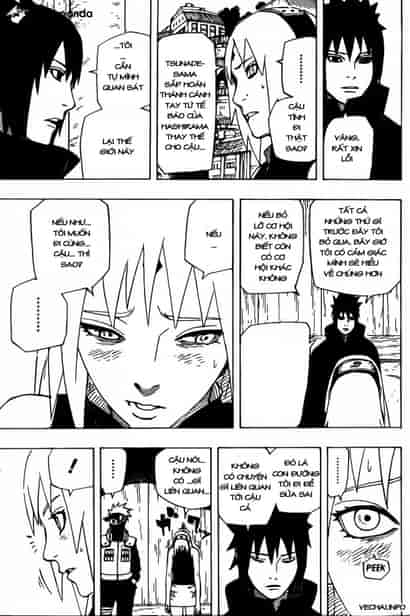 VÂNG,
RẤT XIN
LỖI
CẬU
TÍNH
ĐI
THẬT
SAO?
TSUNADE-
SAMA
SẮP HOÀN
THÀNH CÁNH
TAY TỪ TẾ
BÀO CỦA
HASHIRAMA
THAY THẾ
CHO CẬU...
...TÔI
...
CẦN
TỰ MÌNH
QUAN SÁT
LẠI THẾ
GIỚI NÀY
TẤT CẢ
NHỮNG THỨ GÌ
TRƯỚC ĐÂY TÔI
BỎ QUA, BÂY GIỜ
TÔI CÓ CẢM GIÁC
MÌNH SẼ HIỂU
VỀ CHÚNG HƠN
NẾU BỎ
LỠ CƠ HỘI
NÀY, KHÔNG
BIẾT CÒN
CÓ CƠ
HỘI KHÁC
KHÔNG
NẾU
...
NẾU NHƯ...
TÔI MUỐN
ĐI CÙNG...
CẬU... THÌ
SAO?
........
........
PEEK
ĐÓ LÀ
CON ĐƯỜNG
TÔI ĐI ĐỂ
SỬA SAI
KHÔNG
CÓ CHUYỆN
GÌ LIÊN QUAN
TỚI CẬU
CẢ
CẬU NÓI...
KHÔNG
CÓ ...GÌ
LIÊN
QUAN...
......!
VECHAI.INFO